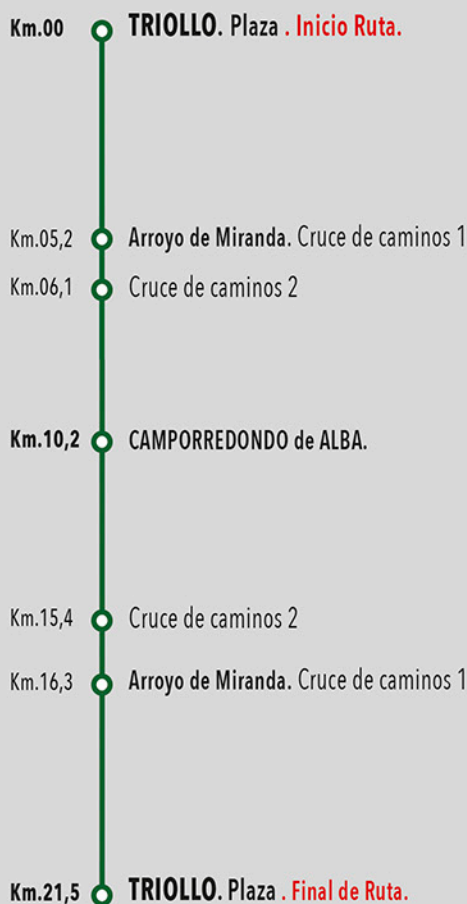 Km.00 TRIOLLO. Plaza . Inicio Ruta.
Km.05,2 Arroyo de Miranda. Cruce de caminos 1
Km.06,1 Cruce de caminos 2
Km.10,2 CAMPORREDONDO de ALBA.
Km.15,4 Cruce de caminos 2
Km.16,3 Arroyo de Miranda. Cruce de caminos 1
Km.21,5 TRIOLLO. Plaza . Final de Ruta.